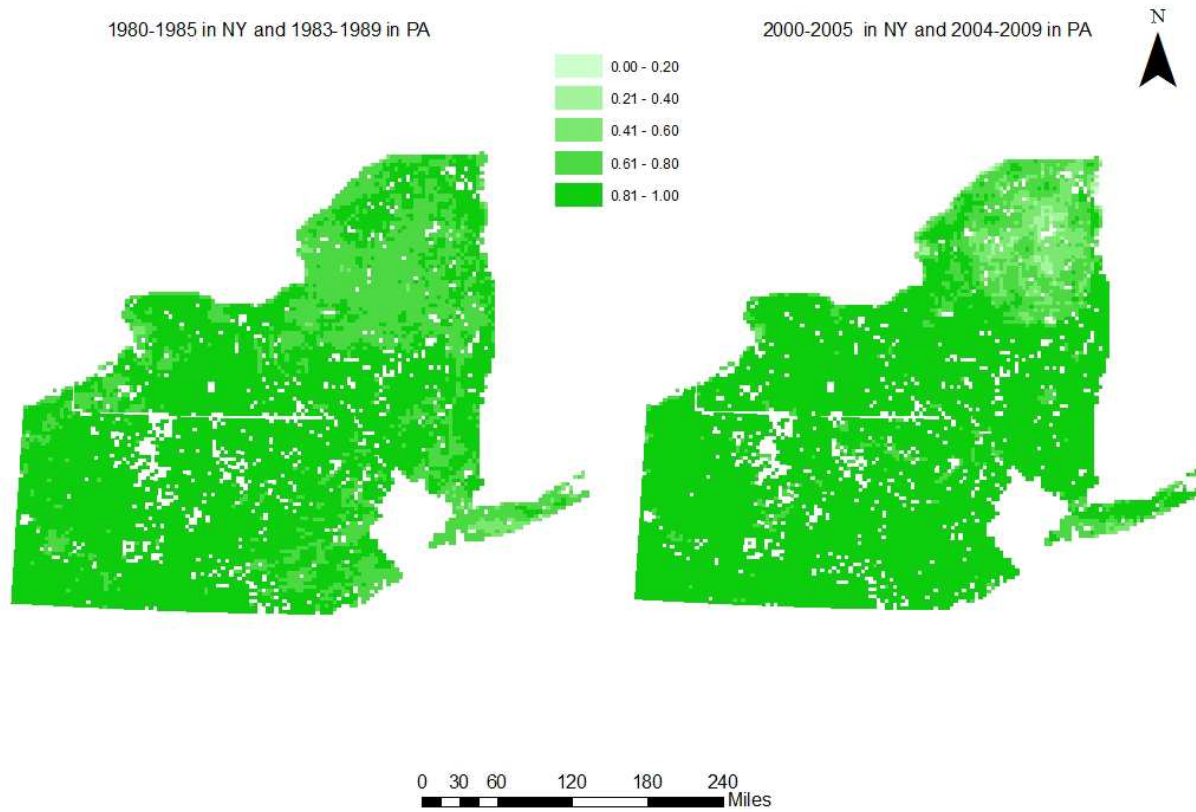 1980-1985 in NY and 1983-1989 in PA
2000-2005 in NY and 2004-2009 in PA
N
0.00 - 0.20
0.21 - 0.40
0.41 - 0.60
0.61 - 0.80
0.81 - 1.00
0 30 60 120 180 240
Miles